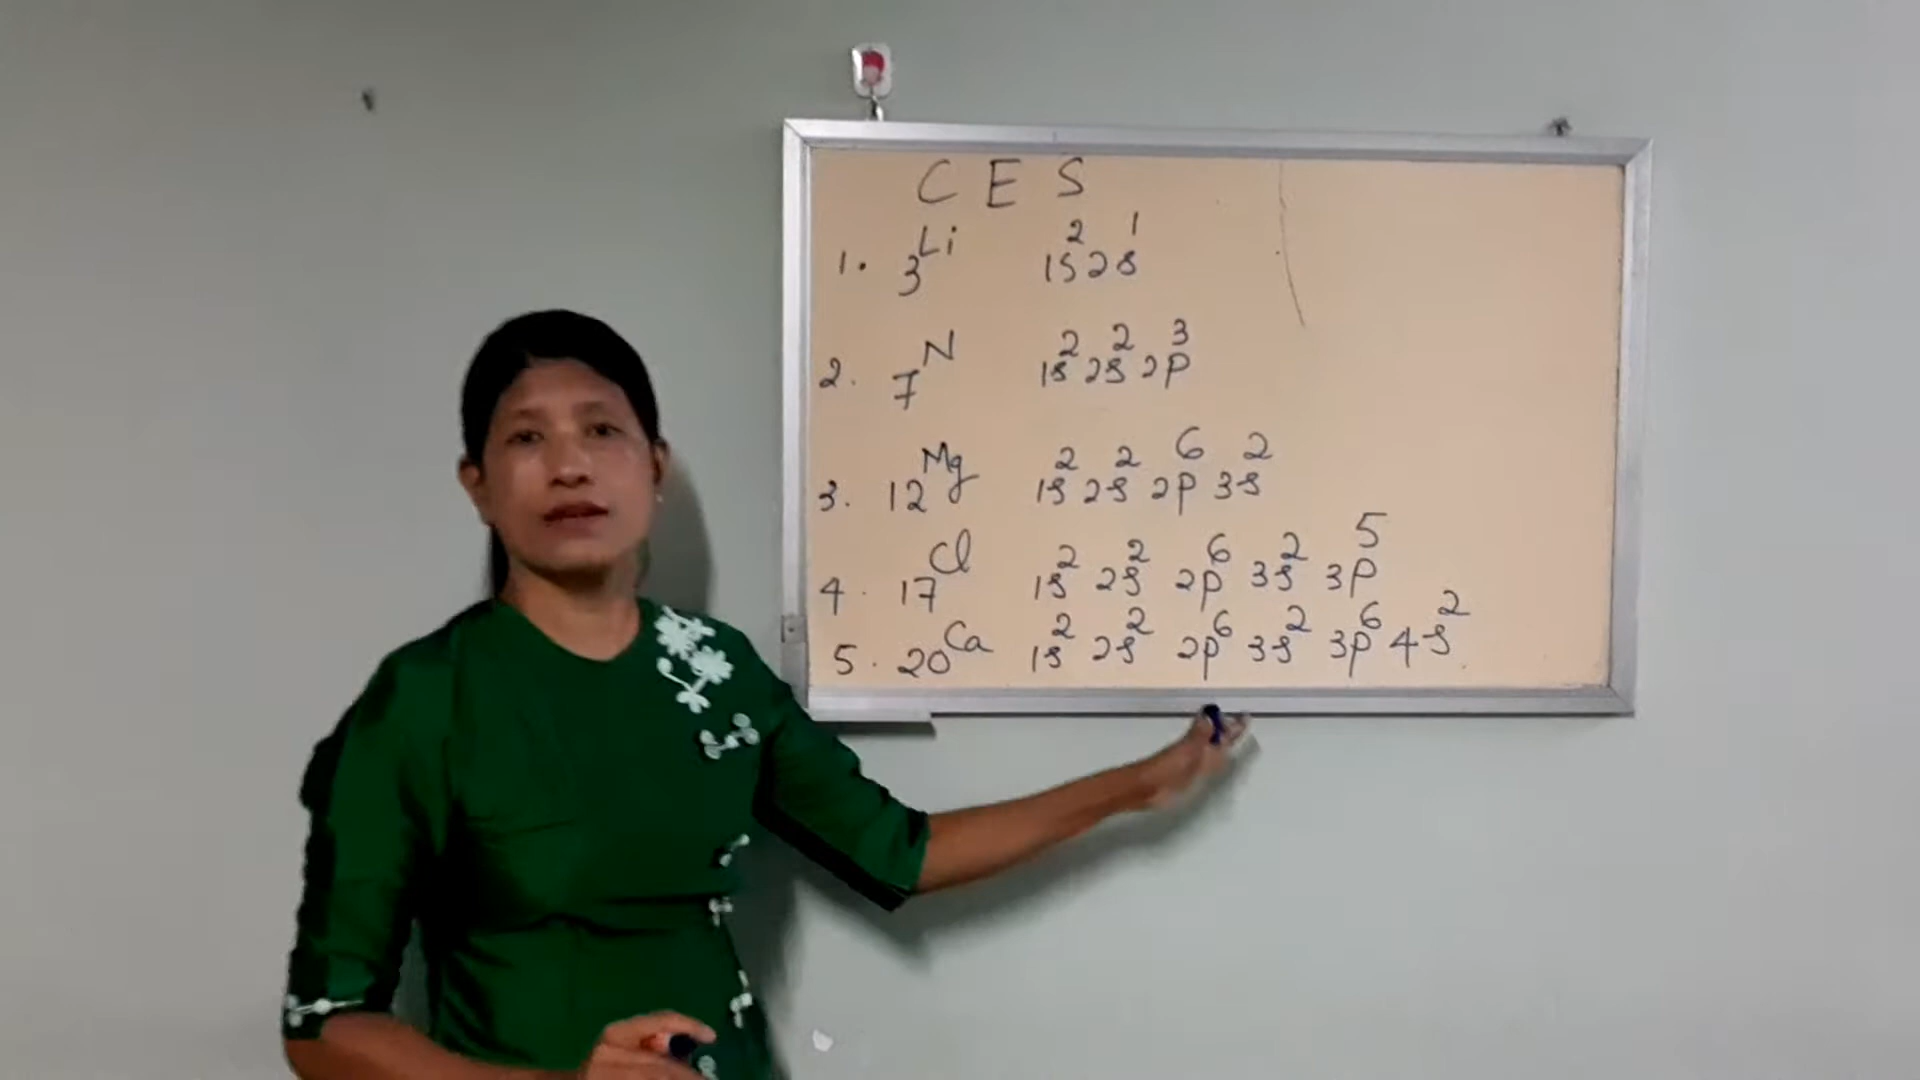 C E S
1. ₃Li 1s² 2s¹
2. ₇N 1s² 2s² 2p³
3. ₁₂Mg 1s² 2s² 2p⁶ 3s²
4. ₁₇Cl 1s² 2s² 2p⁶ 3s² 3p⁵
5. ₂₀Ca 1s² 2s² 2p⁶ 3s² 3p⁶ 4s²